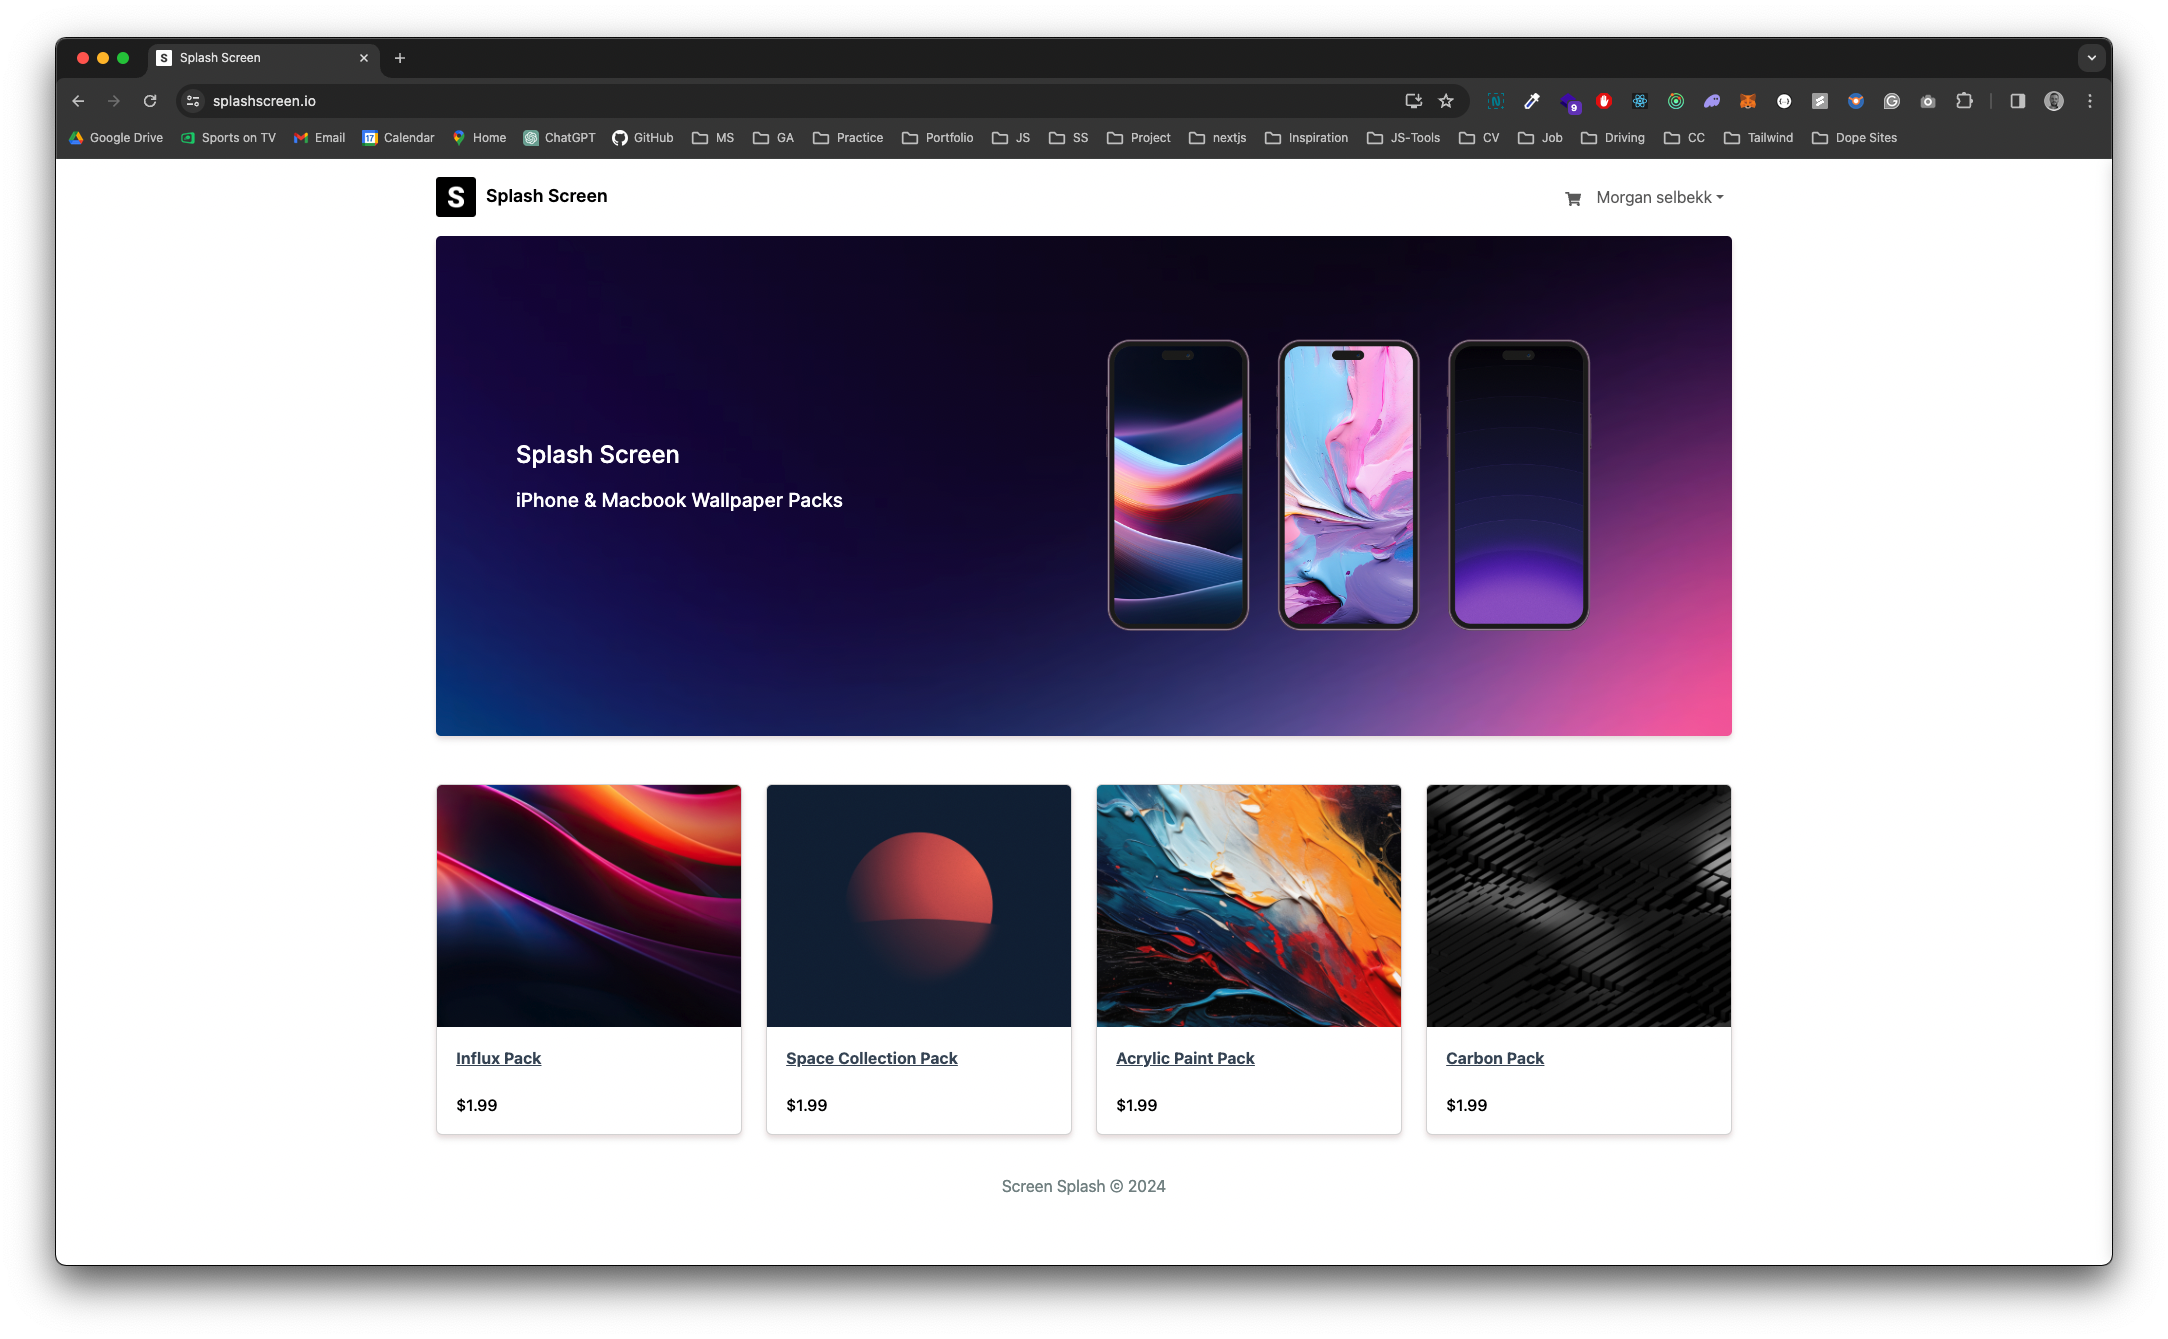 S Splash Screen
splashscreen.io
9
Google Drive Sports on TV Email 17 Calendar Home ChatGPT GitHub MS GA Practice Portfolio JS SS Project nextjs Inspiration JS-Tools CV Job Driving CC Tailwind Dope Sites
S Splash Screen Morgan selbekk
Splash Screen
iPhone & Macbook Wallpaper Packs
Influx Pack Space Collection Pack Acrylic Paint Pack Carbon Pack
$1.99 $1.99 $1.99 $1.99
Screen Splash © 2024